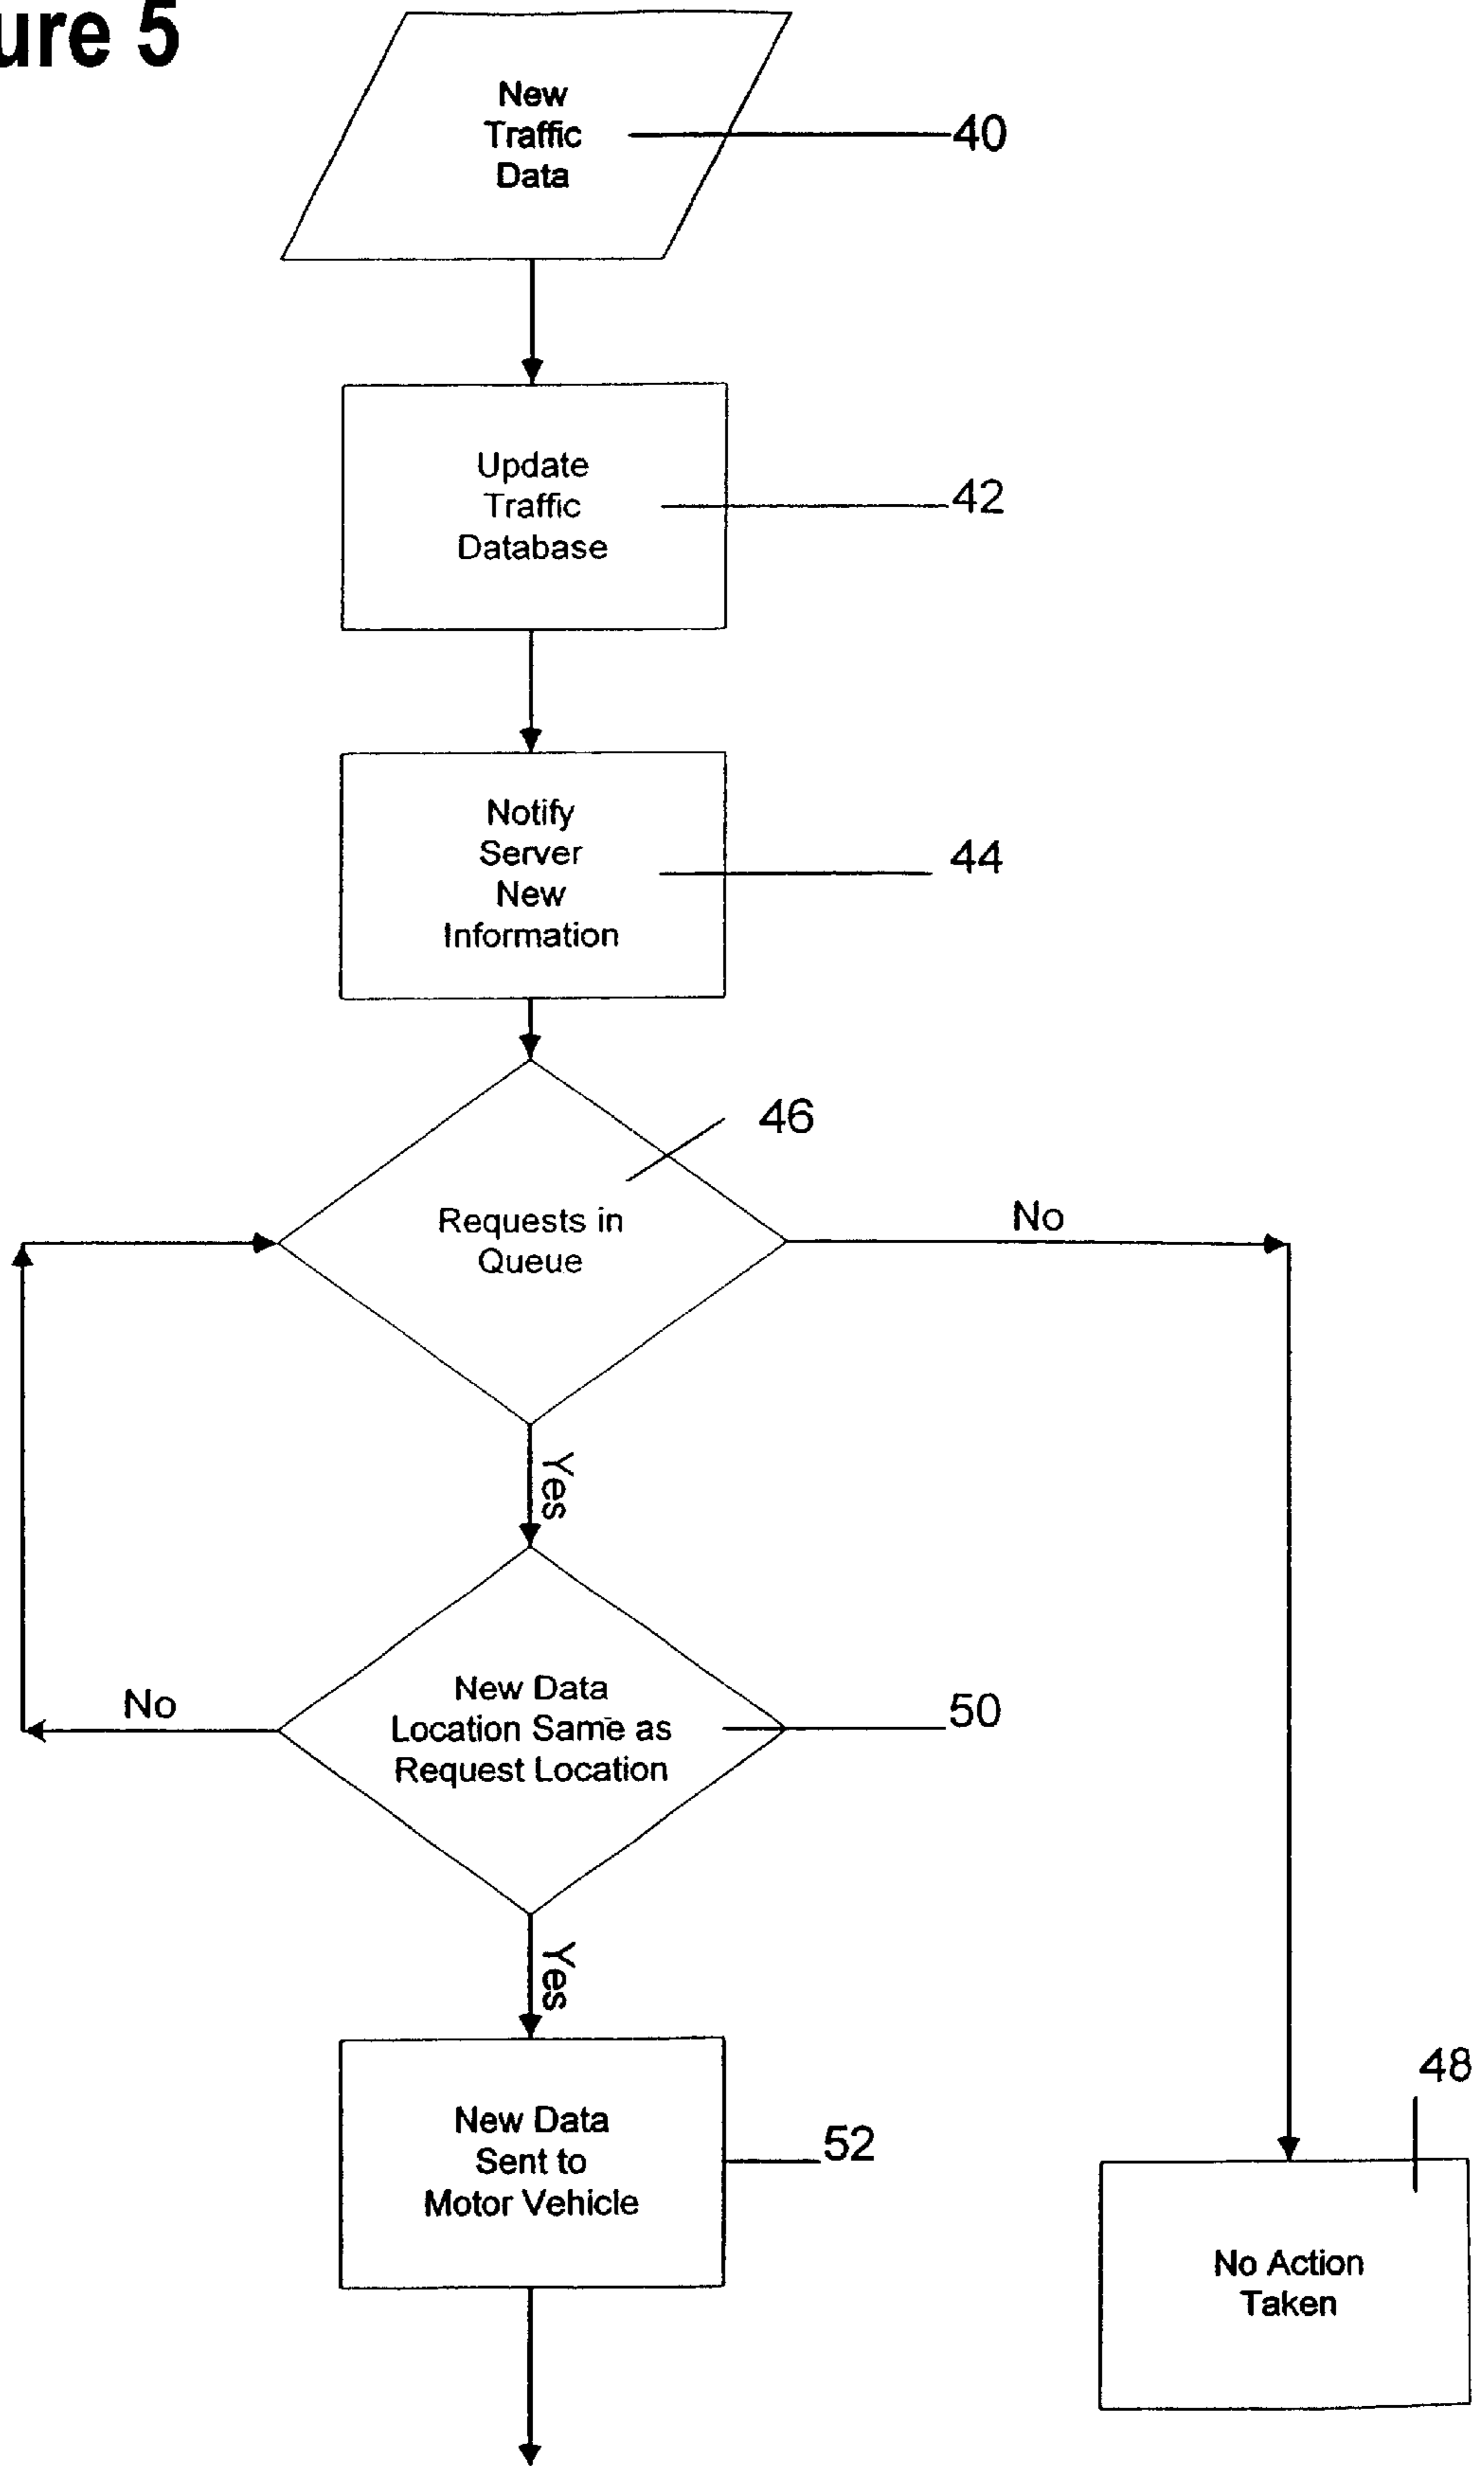 ure 5
New
Traffic
Data
40
Update
Traffic
Database
42
Notify
Server
New
Information
44
46
Requests in
Queue
No
Yes
New Data
Location Same as
Request Location
50
No
Yes
New Data
Sent to
Motor Vehicle
52
48
No Action
Taken